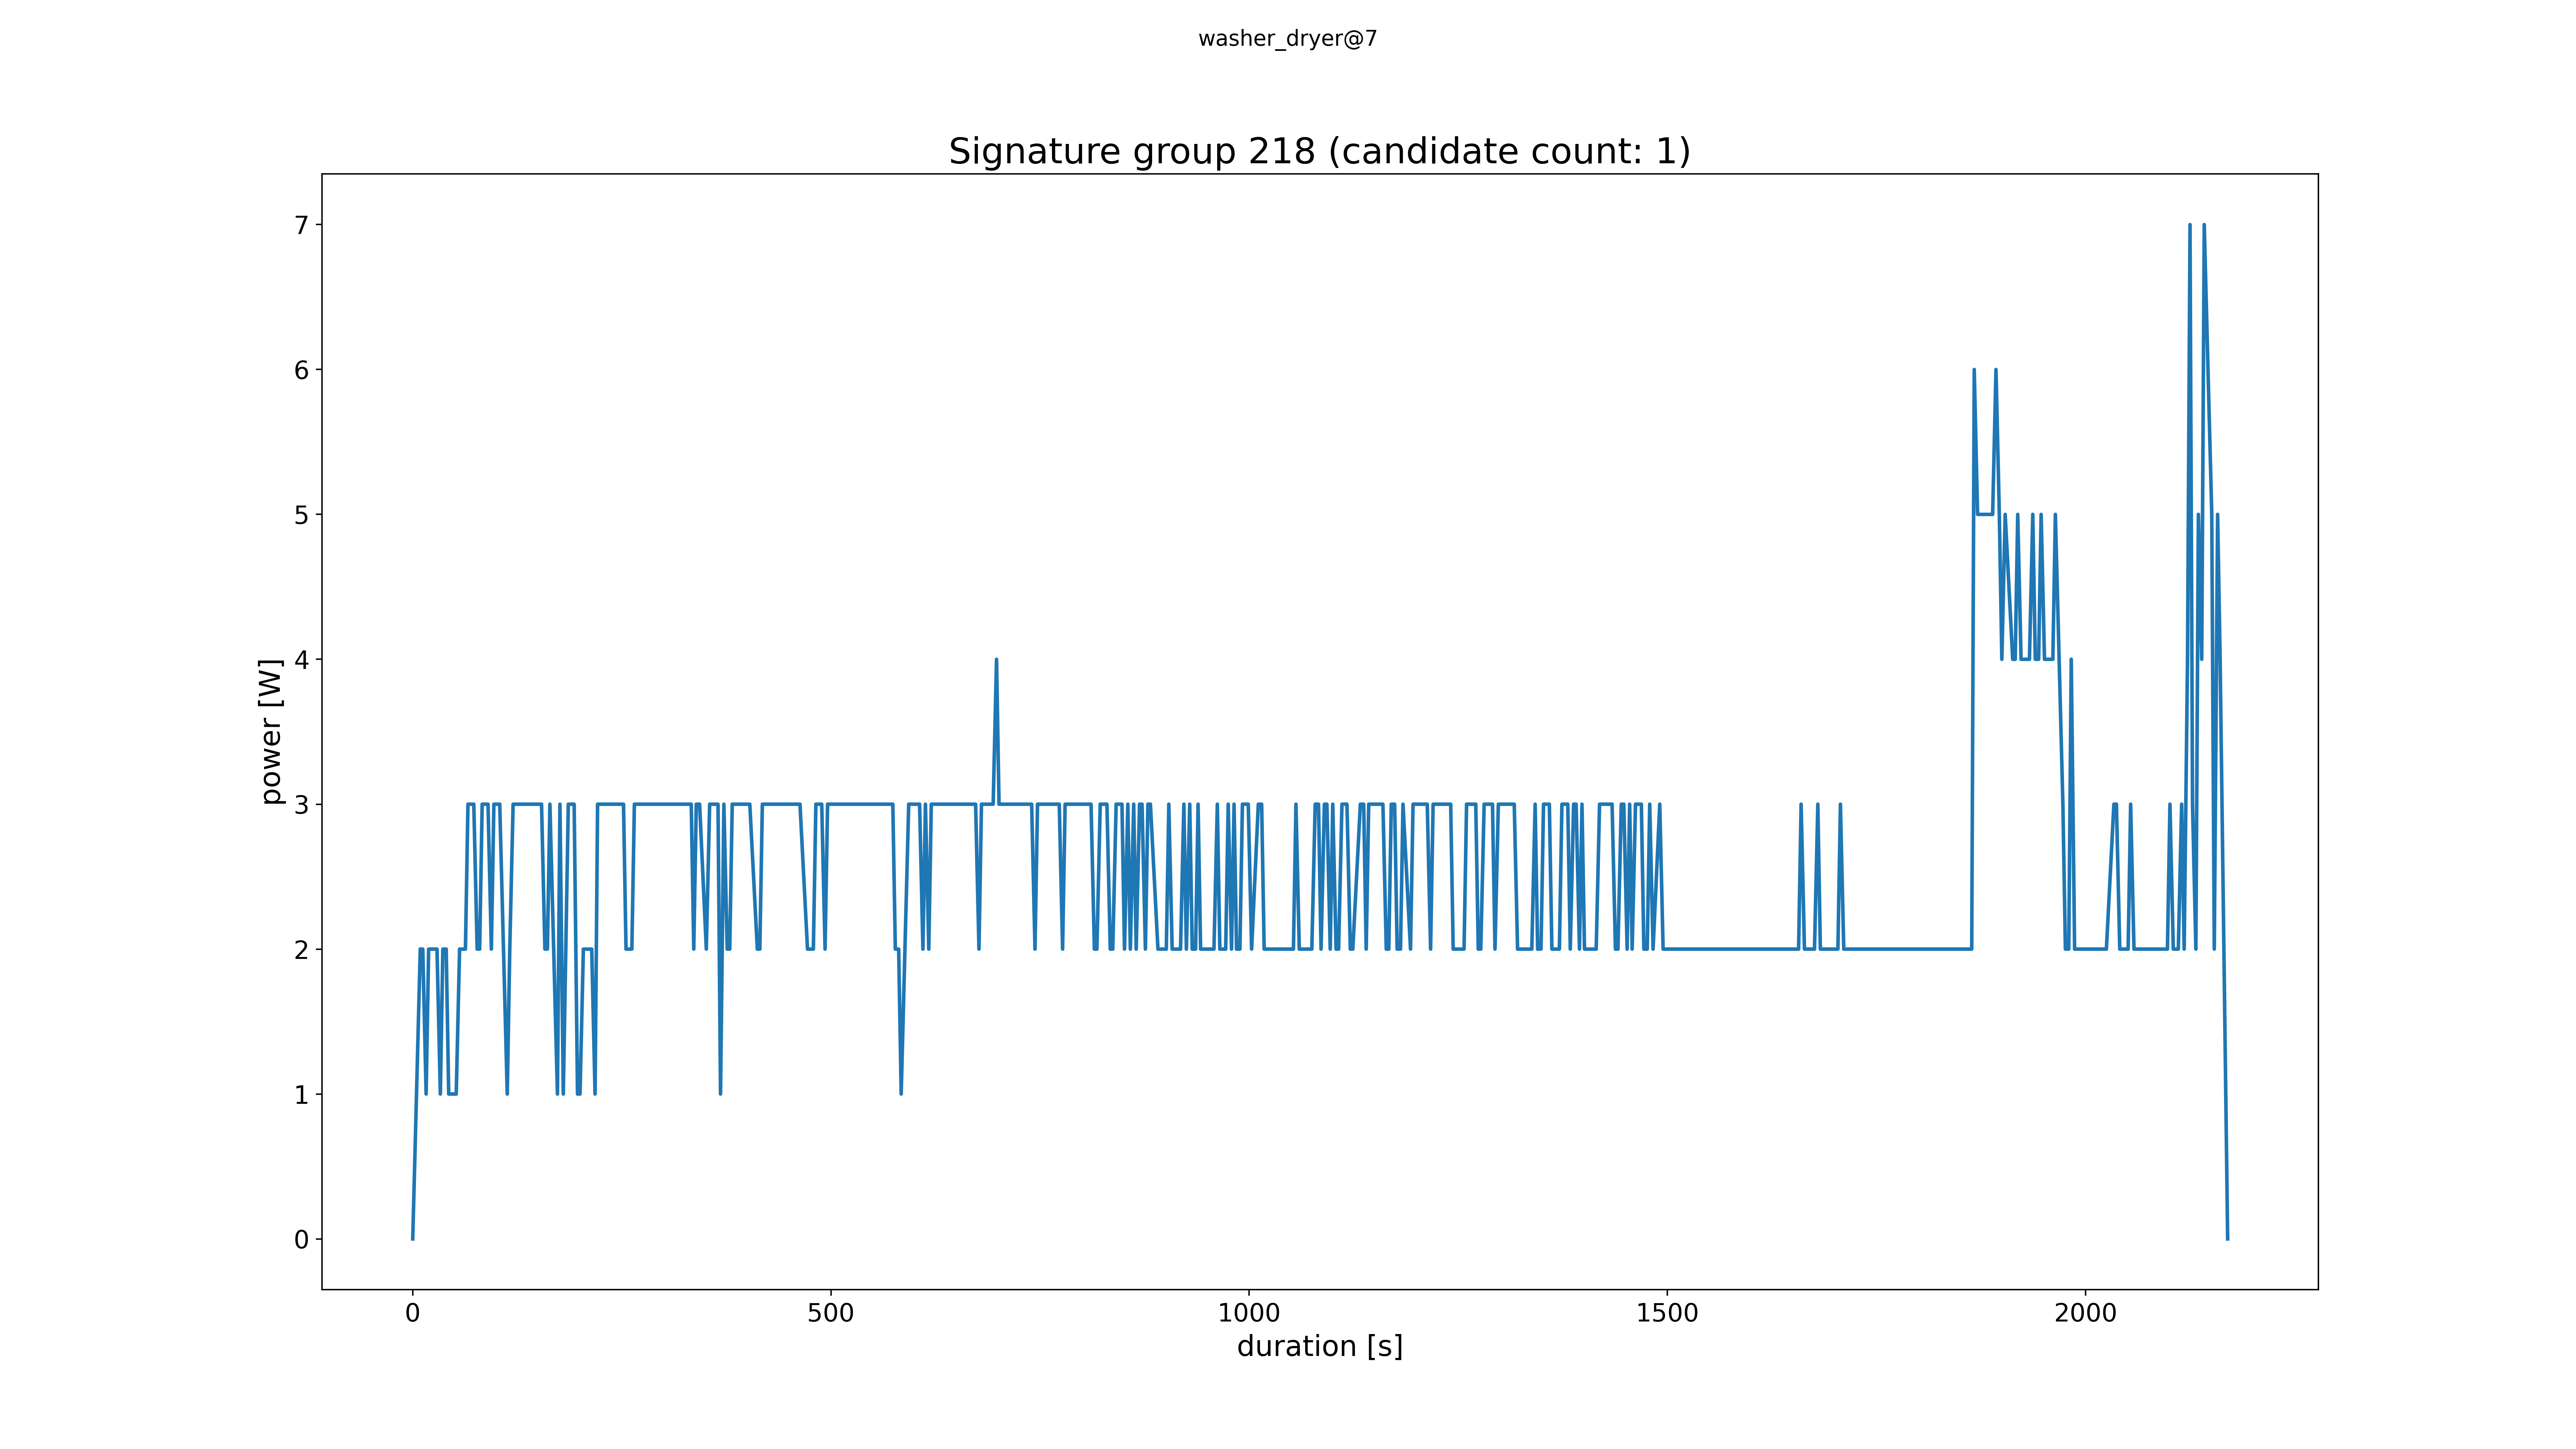 washer_dryer@7
Signature group 218 (candidate count: 1)
7
6
5
4
3
2
1
0
power [W]
0 500 1000 1500 2000
duration [s]